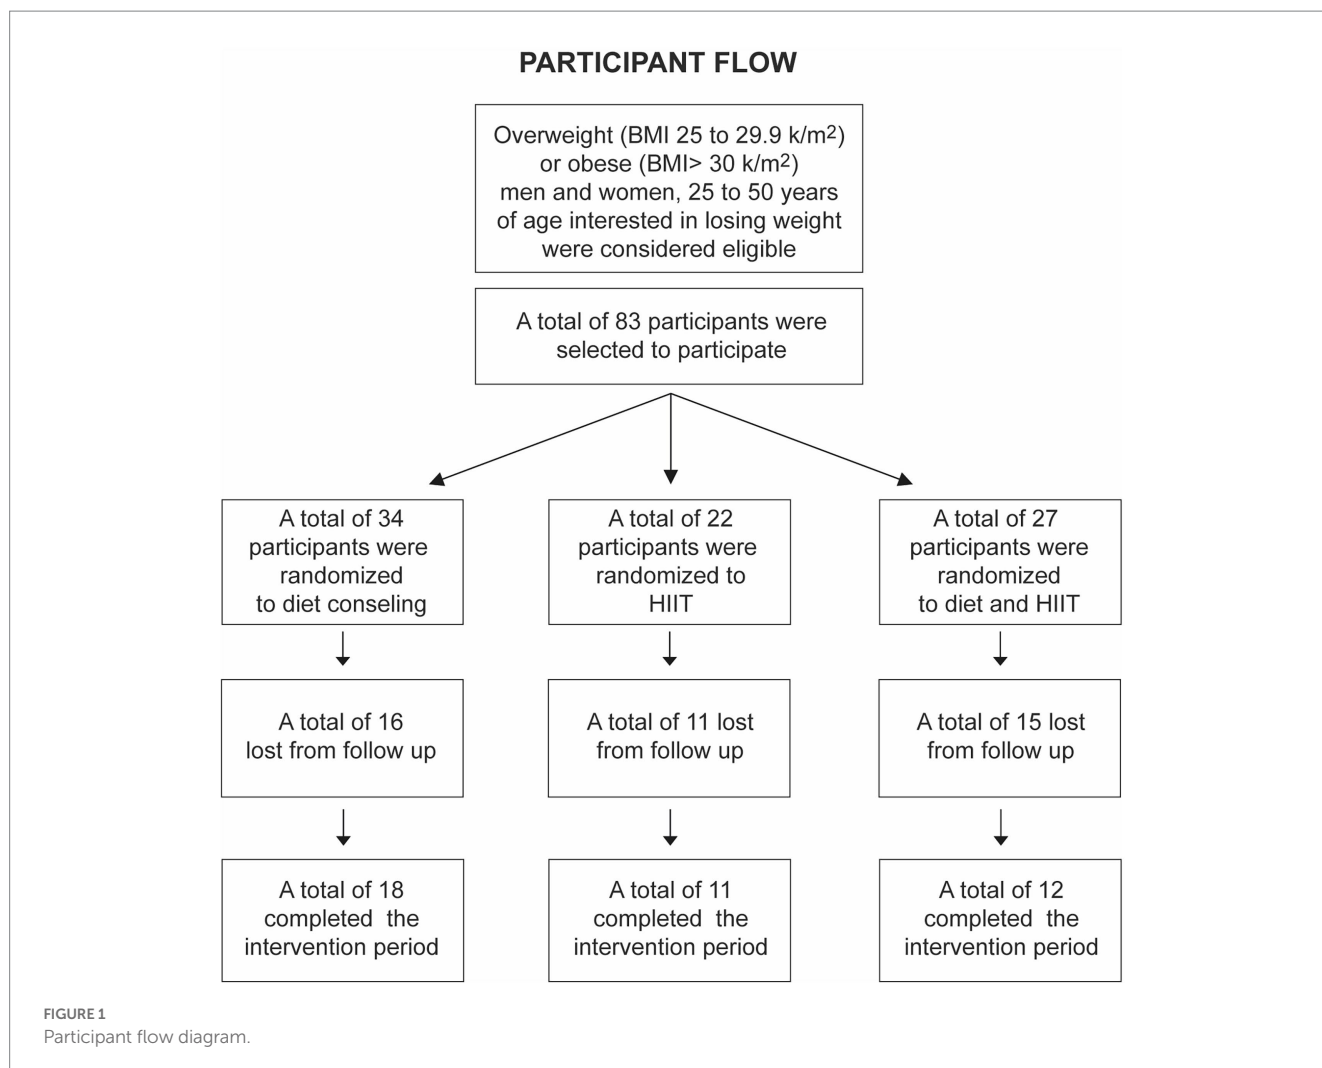 PARTICIPANT FLOW
Overweight (BMI 25 to 29.9 k/m²)
or obese (BMI> 30 k/m²)
men and women, 25 to 50 years
of age interested in losing weight
were considered eligible
A total of 83 participants were
selected to participate
A total of 34
participants were
randomized
to diet conseling
A total of 22
participants were
randomized to
HIIT
A total of 27
participants were
randomized
to diet and HIIT
A total of 16
lost from follow up
A total of 11 lost
from follow up
A total of 15 lost
from follow up
A total of 18
completed the
intervention period
A total of 11
completed the
intervention period
A total of 12
completed the
intervention period
FIGURE 1
Participant flow diagram.